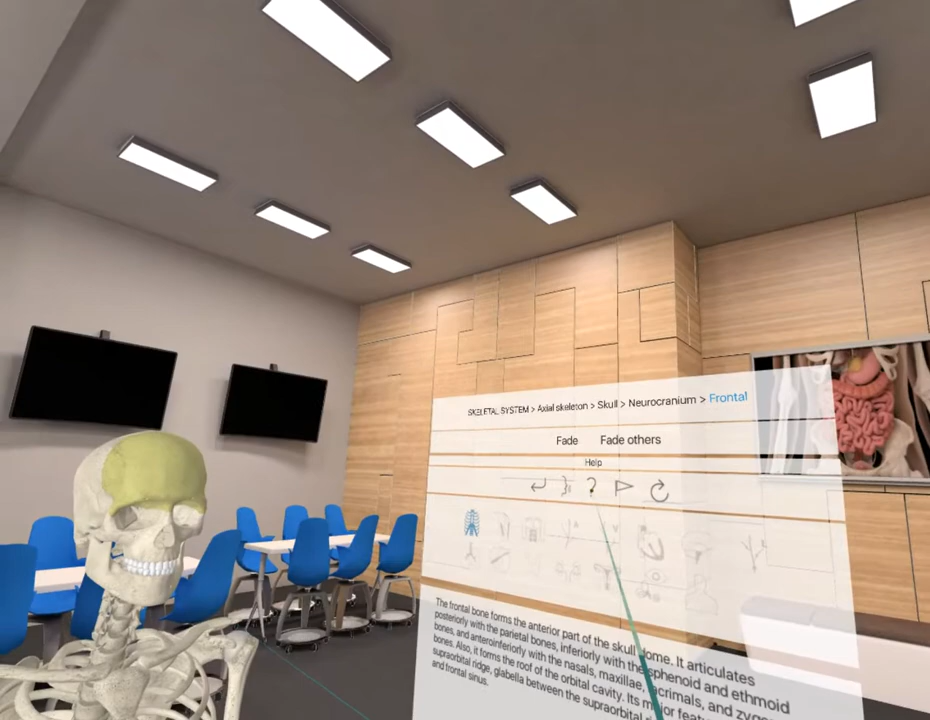 SKELETAL SYSTEM > Axial skeleton > Skull > Neurocranium > Frontal
Fade Fade others
Help
The frontal bone forms the anterior part of the skull dome. It articulates
posteriorly with the parietal bones, inferiorly with the sphenoid and ethmoid
bones, and anteroinferiorly with the nasals, maxillae, lacrimals, and
bones. Also, it forms the roof of the orbital cavity. Its major
supraorbital ridge, glabella between the supraorbital
and frontal sinus.